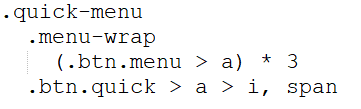 .quick-menu
.menu-wrap
(.btn.menu > a) * 3
.btn.quick > a > i, span